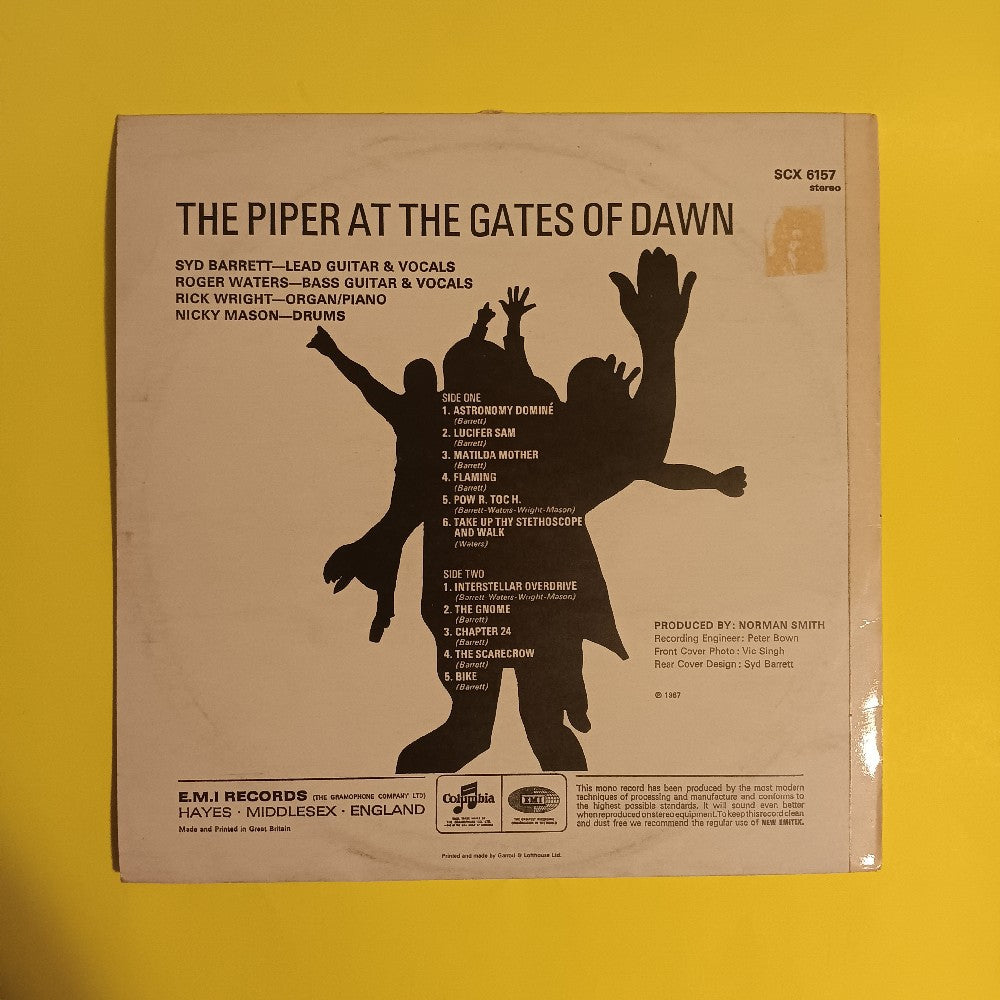 SCX 6157
stereo
THE PIPER AT THE GATES OF DAWN
SYD BARRETT—LEAD GUITAR & VOCALS
ROGER WATERS—BASS GUITAR & VOCALS
RICK WRIGHT—ORGAN/PIANO
NICKY MASON—DRUMS
SIDE ONE
1. ASTRONOMY DOMINÉ
(Barrett)
2. LUCIFER SAM
(Barrett)
3. MATILDA MOTHER
(Barrett)
4. FLAMING
(Barrett)
5. POW R. TOC H.
(Barrett-Waters-Wright-Mason)
6. TAKE UP THY STETHOSCOPE
AND WALK
(Waters)
SIDE TWO
1. INTERSTELLAR OVERDRIVE
(Barrett-Waters-Wright-Mason)
2. THE GNOME
(Barrett)
3. CHAPTER 24
(Barrett)
4. THE SCARECROW
(Barrett)
5. BIKE
(Barrett)
PRODUCED BY: NORMAN SMITH
Recording Engineer: Peter Bown
Front Cover Photo: Vic Singh
Rear Cover Design: Syd Barrett
℗ 1967
E.M.I RECORDS (THE GRAMOPHONE COMPANY LTD)
HAYES · MIDDLESEX · ENGLAND
Made and Printed in Great Britain
Columbia
EMI
This mono record has been produced by the most modern
techniques of processing and manufacture and conforms to
the highest possible standards. It will sound even better
when reproduced on stereo equipment. To keep this record clean
and dust free we recommend the regular use of NEW EMITEX.
Printed and made by Garrod & Lofthouse Ltd.